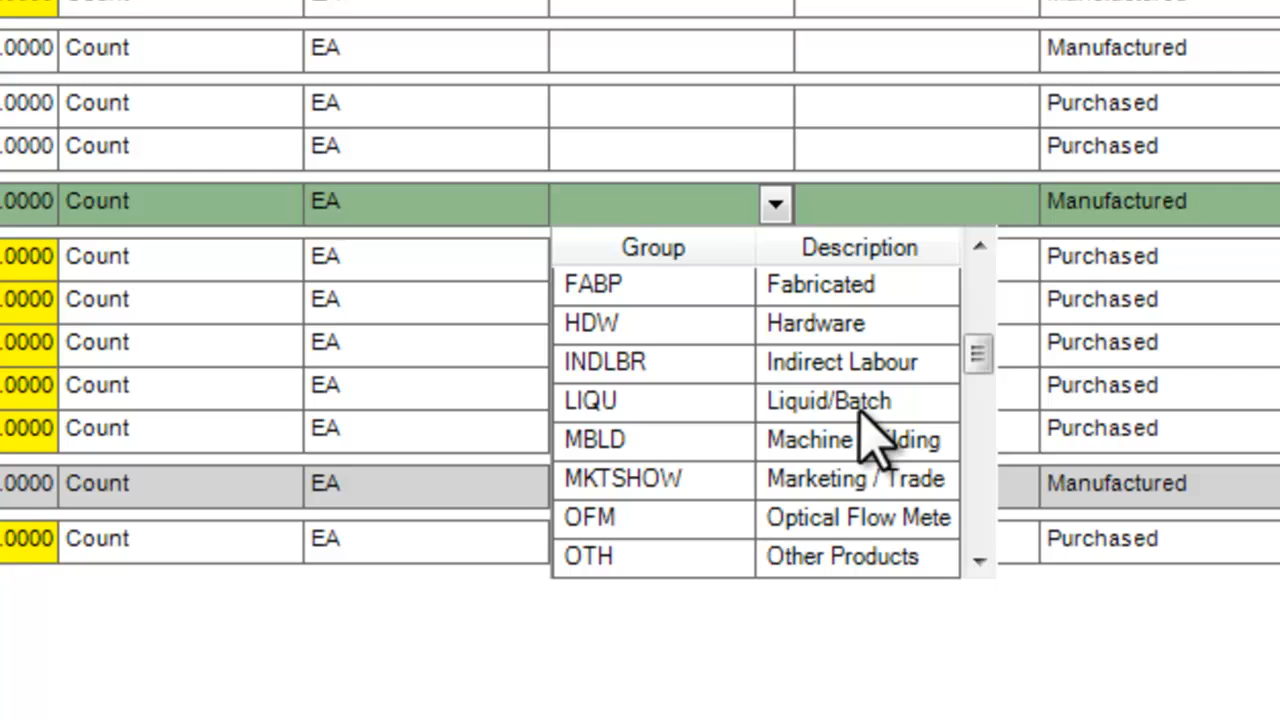 .0000 Count EA Manufactured
.0000 Count EA Purchased
.0000 Count EA Purchased
.0000 Count EA Manufactured
Group Description
.0000 Count EA Purchased
FABP Fabricated
.0000 Count EA Purchased
HDW Hardware
.0000 Count EA Purchased
INDLBR Indirect Labour
.0000 Count EA Purchased
LIQU Liquid/Batch
.0000 Count EA Purchased
MBLD Machine
MKTSHOW Marketing / Trade
.0000 Count EA Manufactured
OFM Optical Flow Mete
.0000 Count EA Purchased
OTH Other Products